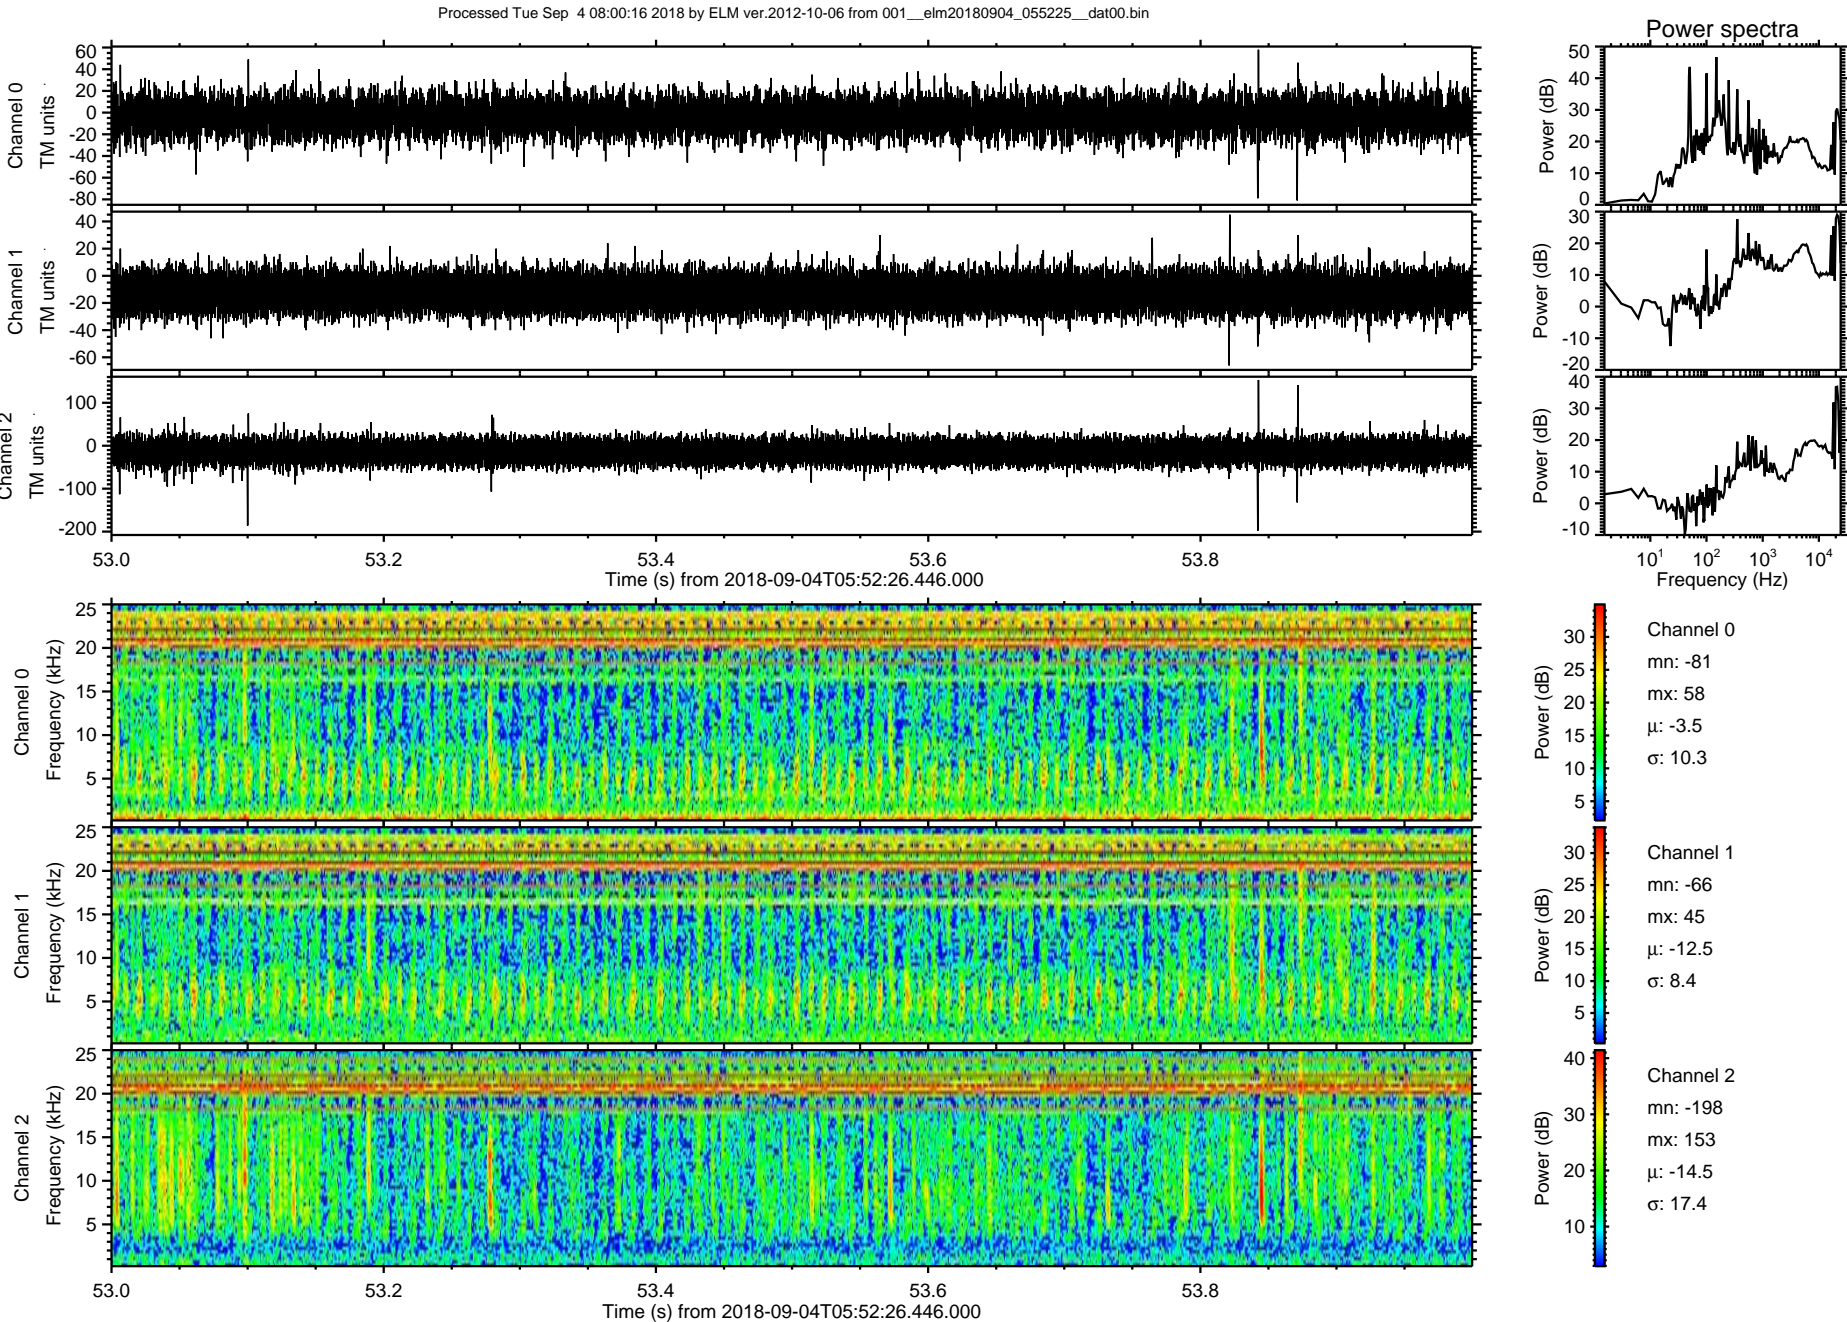 Processed Tue Sep  4 08:00:16 2018 by ELM ver.2012-10-06 from 001__elm20180904_055225__dat00.bin
Power spectra
Channel 0
TM units
60
40
20
0
-20
-40
-60
-80
Power (dB)
50
40
30
20
10
0
Channel 1
TM units
40
20
0
-20
-40
-60
Power (dB)
30
20
10
0
-10
-20
Channel 2
TM units
100
0
-100
-200
Power (dB)
40
30
20
10
0
-10
53.0 53.2 53.4 53.6 53.8
Time (s) from 2018-09-04T05:52:26.446.000
10¹ 10² 10³ 10⁴
Frequency (Hz)
Channel 0
Frequency (kHz)
25
20
15
10
5
Power (dB)
30
25
20
15
10
5
Channel 0
mn: -81
mx: 58
μ: -3.5
σ: 10.3
Channel 1
Frequency (kHz)
25
20
15
10
5
Power (dB)
30
25
20
15
10
5
Channel 1
mn: -66
mx: 45
μ: -12.5
σ: 8.4
Channel 2
Frequency (kHz)
25
20
15
10
5
Power (dB)
40
30
20
10
Channel 2
mn: -198
mx: 153
μ: -14.5
σ: 17.4
53.0 53.2 53.4 53.6 53.8
Time (s) from 2018-09-04T05:52:26.446.000